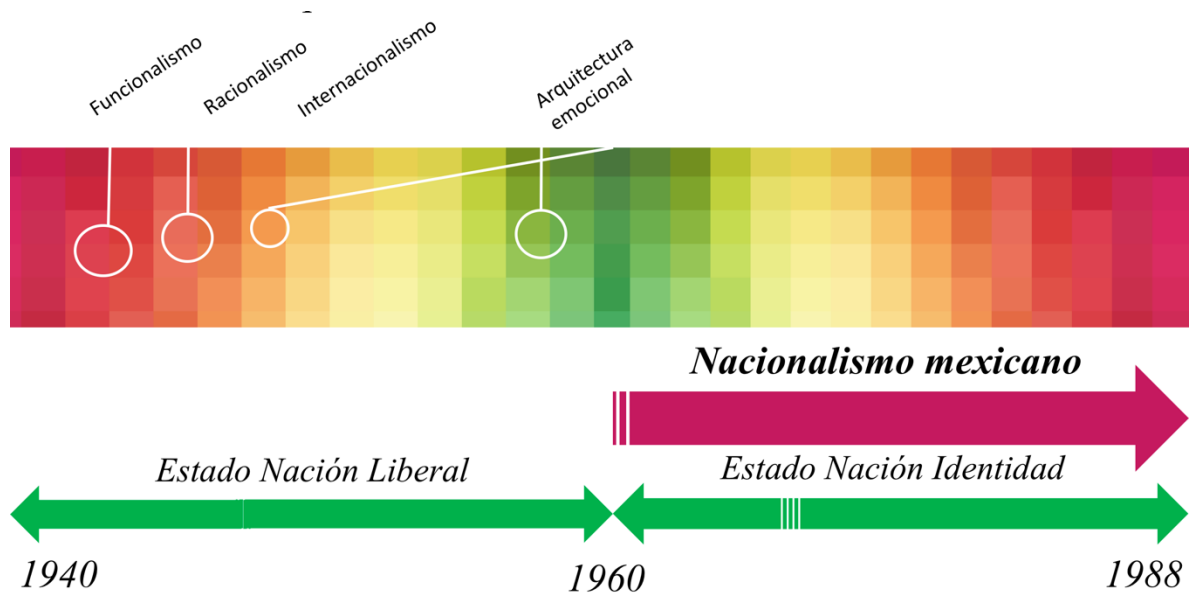 Funcionalismo
Racionalismo
Internacionalismo
Arquitectura
emocional
Nacionalismo mexicano
Estado Nación Liberal
Estado Nación Identidad
1940
1960
1988